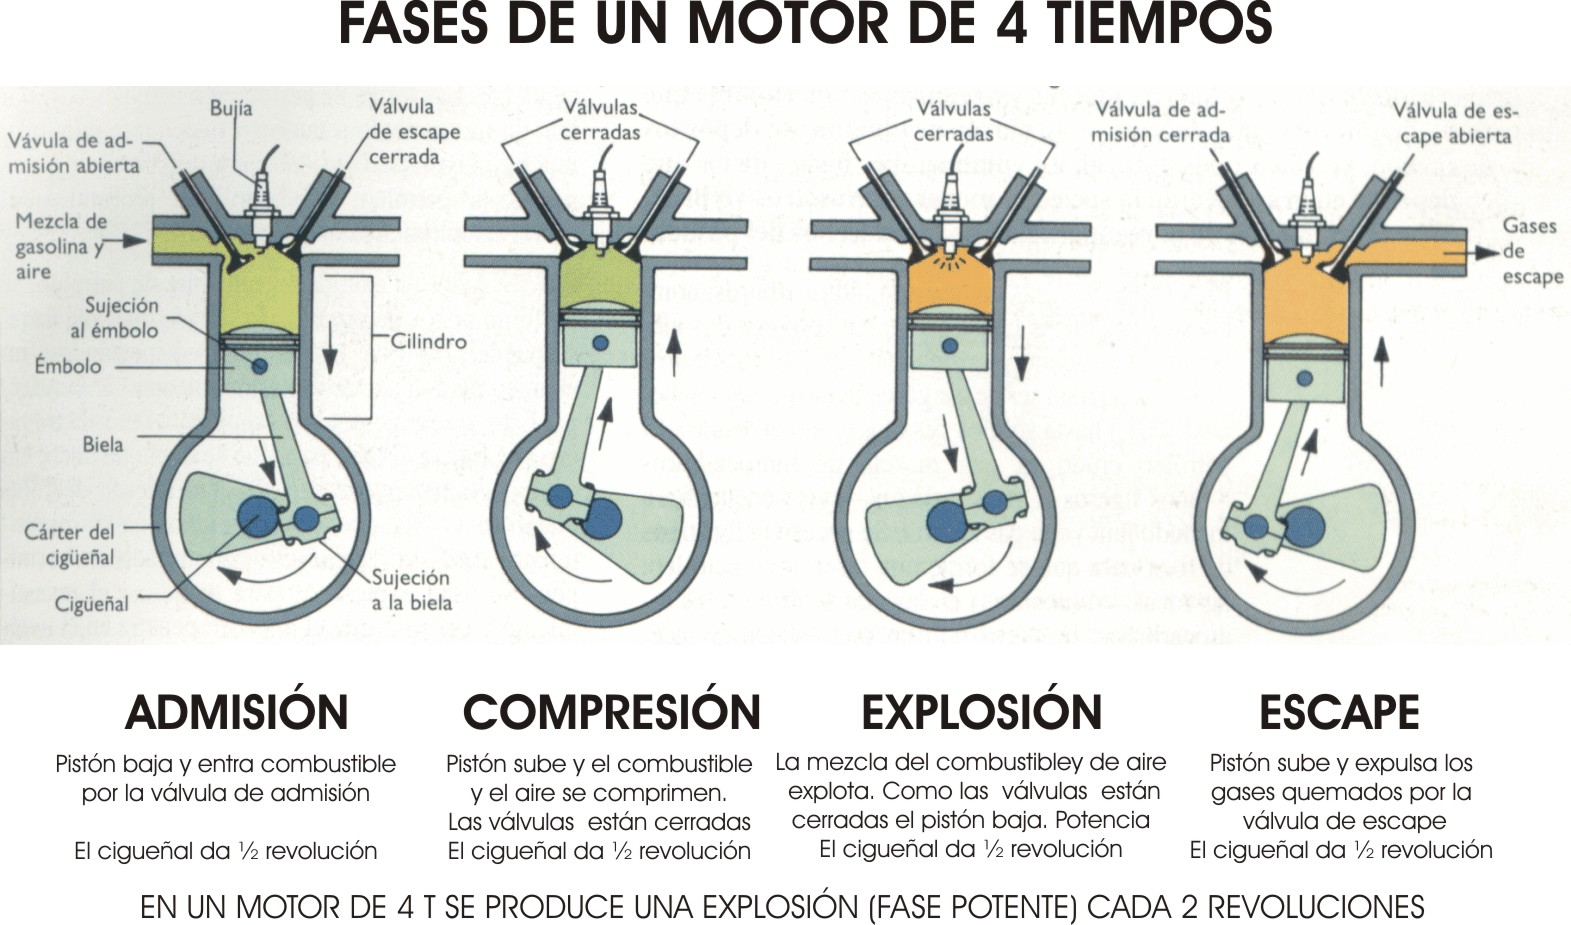 FASES DE UN MOTOR DE 4 TIEMPOS
Bujía
Válvula
de escape
cerrada
Vávula de ad-
misión abierta
Mezcla de
gasolina y
aire
Sujeción
al émbolo
Émbolo
Cilindro
Biela
Cárter del
cigüeñal
Cigüeñal
Sujeción
a la biela
Válvulas
cerradas
Válvulas
cerradas
Válvula de ad-
misión cerrada
Válvula de es-
cape abierta
Gases
de
escape
ADMISIÓN
Pistón baja y entra combustible
por la válvula de admisión
El cigueñal da ½ revolución
COMPRESIÓN
Pistón sube y el combustible
y el aire se comprimen.
Las válvulas están cerradas
El cigueñal da ½ revolución
EXPLOSIÓN
La mezcla del combustibley de aire
explota. Como las válvulas están
cerradas el pistón baja. Potencia
El cigueñal da ½ revolución
ESCAPE
Pistón sube y expulsa los
gases quemados por la
válvula de escape
El cigueñal da ½ revolución
EN UN MOTOR DE 4 T SE PRODUCE UNA EXPLOSIÓN (FASE POTENTE) CADA 2 REVOLUCIONES